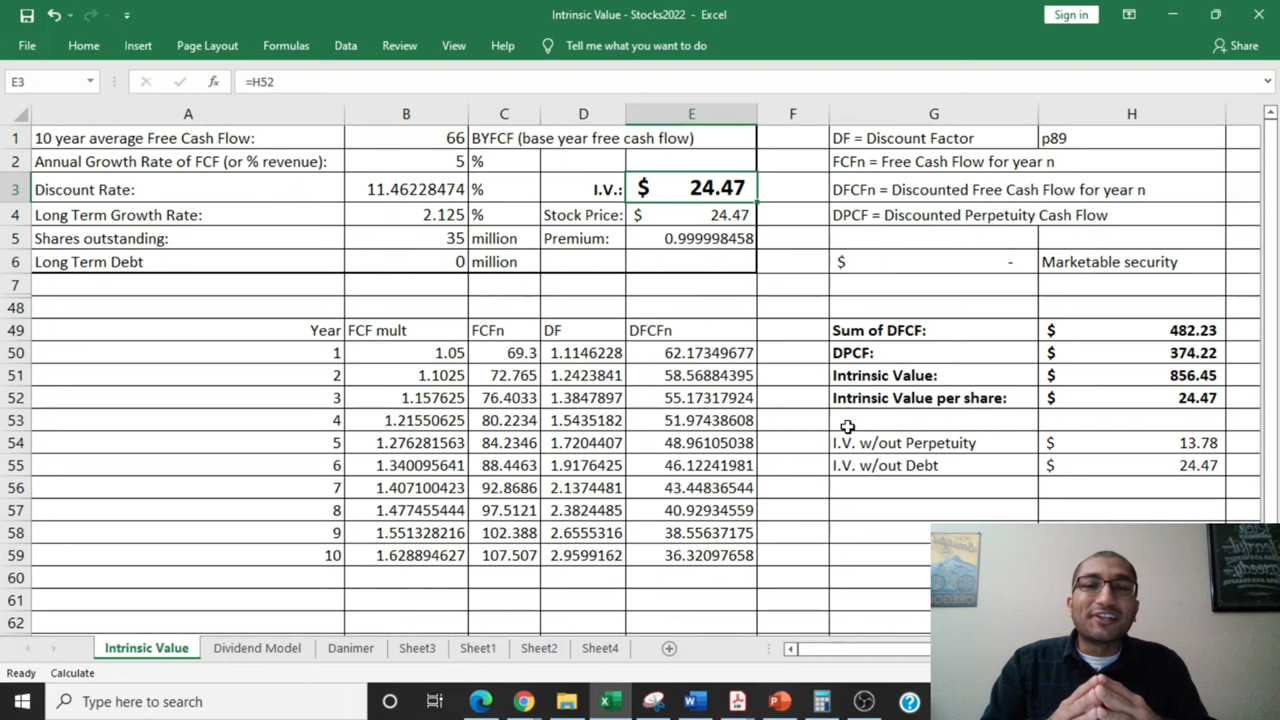 Intrinsic Value - Stocks2022 - Excel
Sign in
File Home Insert Page Layout Formulas Data Review View Help Tell me what you want to do Share
E3 fx =H52
A B C D E F G H
1 10 year average Free Cash Flow: 66 BYFCF (base year free cash flow) DF = Discount Factor p89
2 Annual Growth Rate of FCF (or % revenue): 5 % FCFn = Free Cash Flow for year n
3 Discount Rate: 11.46228474 % I.V.: $ 24.47 DFCFn = Discounted Free Cash Flow for year n
4 Long Term Growth Rate: 2.125 % Stock Price: $ 24.47 DPCF = Discounted Perpetuity Cash Flow
5 Shares outstanding: 35 million Premium: 0.999998458
6 Long Term Debt 0 million $ - Marketable security
7
48
49 Year FCF mult FCFn DF DFCFn Sum of DFCF: $ 482.23
50 1 1.05 69.3 1.1146228 62.17349677 DPCF: $ 374.22
51 2 1.1025 72.765 1.2423841 58.56884395 Intrinsic Value: $ 856.45
52 3 1.157625 76.4033 1.3847897 55.17317924 Intrinsic Value per share: $ 24.47
53 4 1.21550625 80.2234 1.5435182 51.97438608
54 5 1.276281563 84.2346 1.7204407 48.96105038 I.V. w/out Perpetuity $ 13.78
55 6 1.340095641 88.4463 1.9176425 46.12241981 I.V. w/out Debt $ 24.47
56 7 1.407100423 92.8686 2.1374481 43.44836544
57 8 1.477455444 97.5121 2.3824485 40.92934559
58 9 1.551328216 102.388 2.6555316 38.55637175
59 10 1.628894627 107.507 2.9599162 36.32097658
60
61
62
OREGON
Intrinsic Value Dividend Model Danimer Sheet3 Sheet1 Sheet2 Sheet4
Ready Calculate
Type here to search